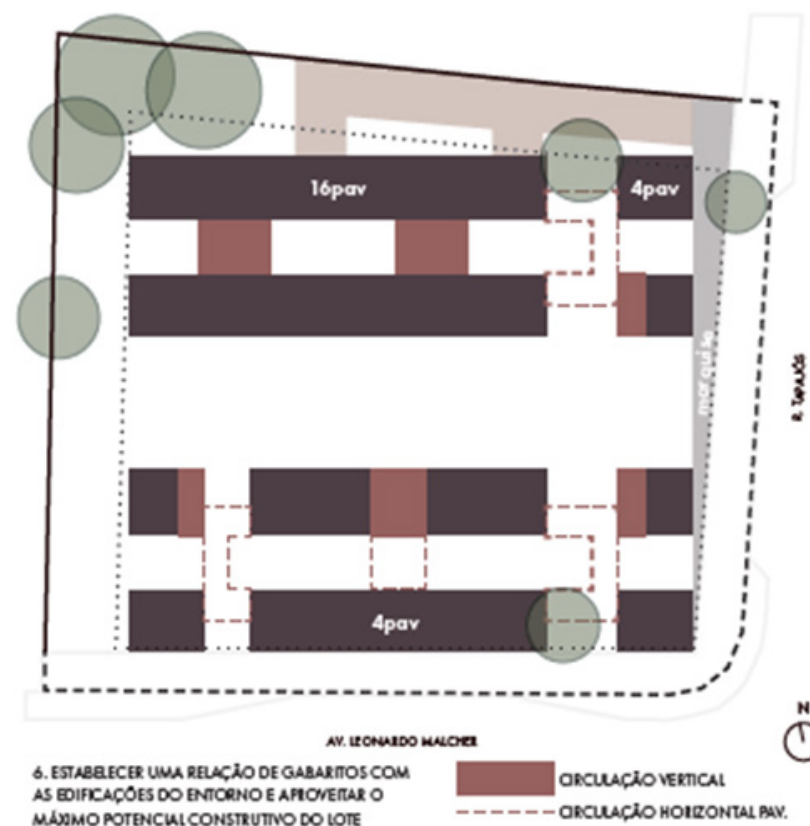 16pav
4pav
marquise
R. TAPAJÓS
4pav
N
AV. LEONARDO MALCHER
6. ESTABELECER UMA RELAÇÃO DE GABARITOS COM
AS EDIFICAÇÕES DO ENTORNO E APROVEITAR O
MÁXIMO POTENCIAL CONSTRUTIVO DO LOTE
CIRCULAÇÃO VERTICAL
CIRCULAÇÃO HORIZONTAL PAV.